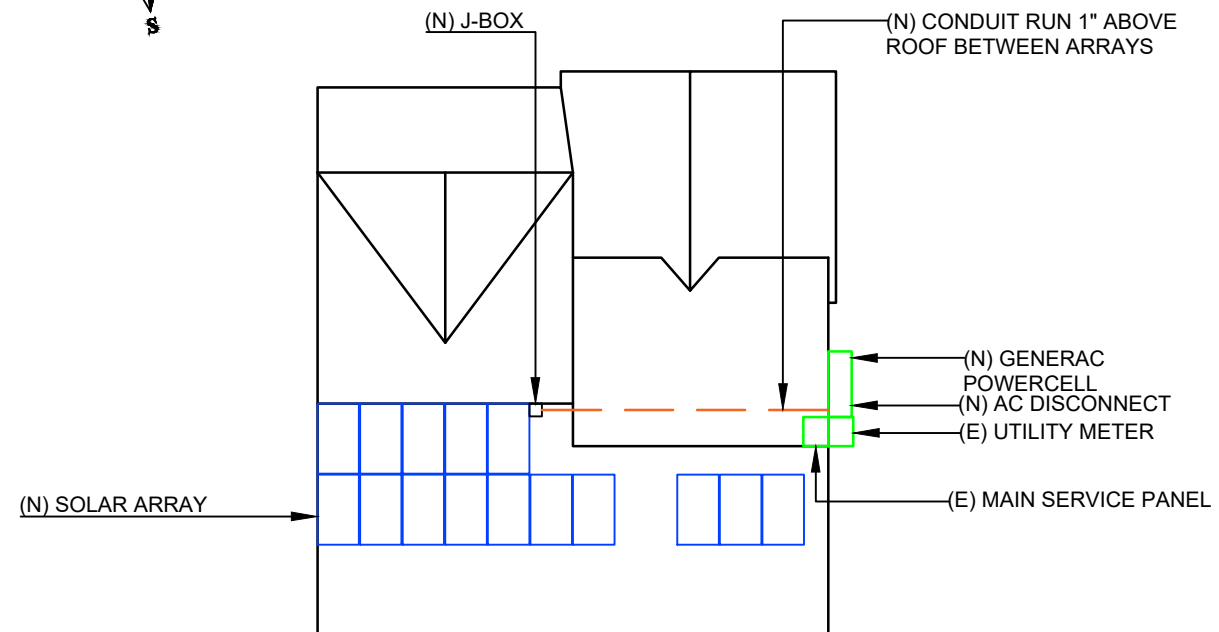 S
(N) J-BOX
(N) CONDUIT RUN 1" ABOVE
ROOF BETWEEN ARRAYS
(N) GENERAC
POWERCELL
(N) AC DISCONNECT
(E) UTILITY METER
(N) SOLAR ARRAY
(E) MAIN SERVICE PANEL